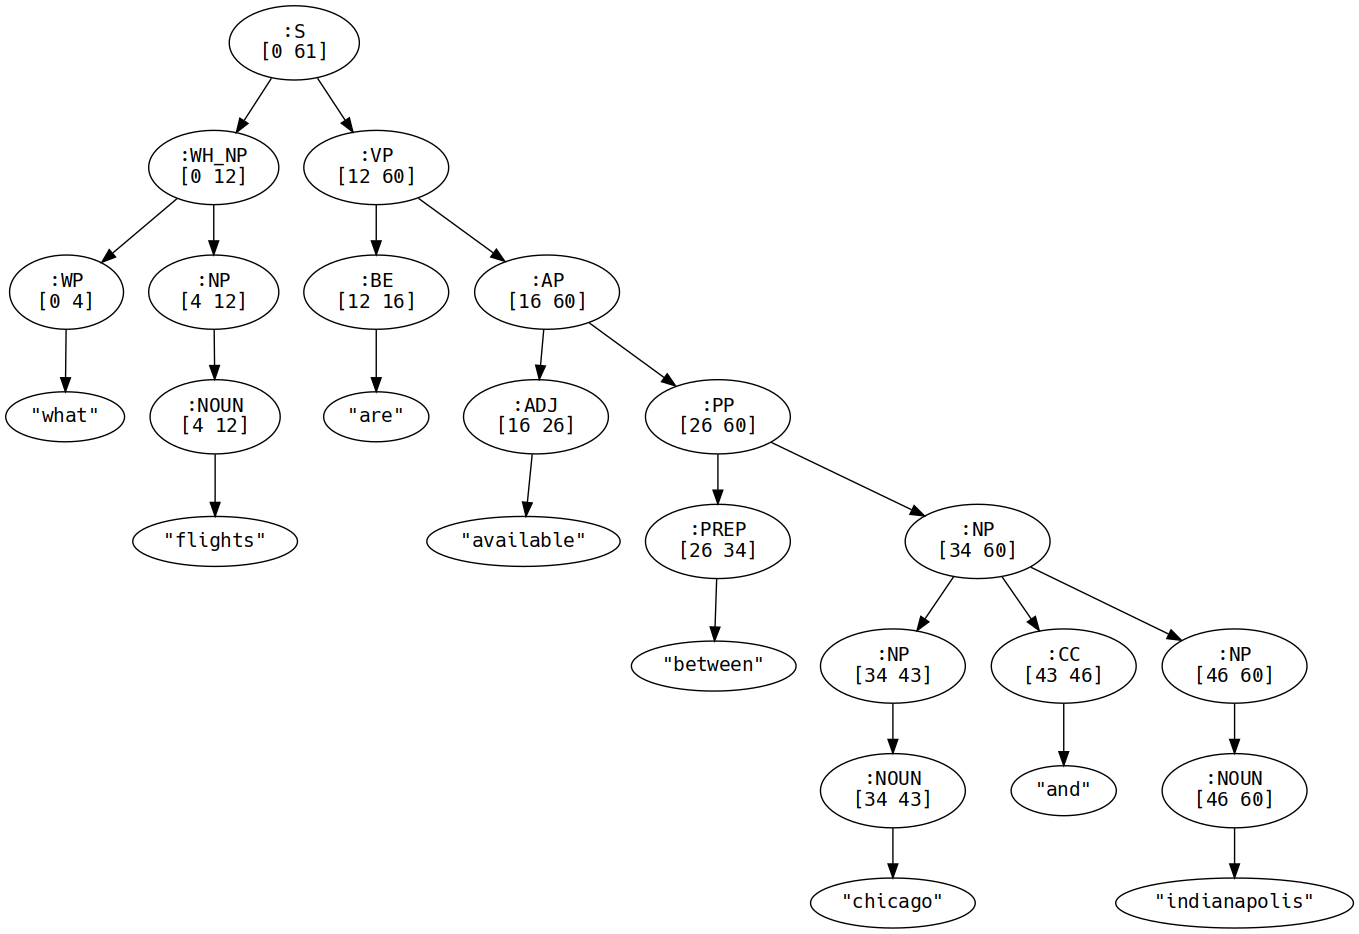 :S
[0 61]
:WH_NP
[0 12]
:VP
[12 60]
:WP
[0 4]
:NP
[4 12]
:BE
[12 16]
:AP
[16 60]
"what"
:NOUN
[4 12]
"are"
:ADJ
[16 26]
:PP
[26 60]
"flights"
"available"
:PREP
[26 34]
:NP
[34 60]
"between"
:NP
[34 43]
:CC
[43 46]
:NP
[46 60]
:NOUN
[34 43]
"and"
:NOUN
[46 60]
"chicago"
"indianapolis"